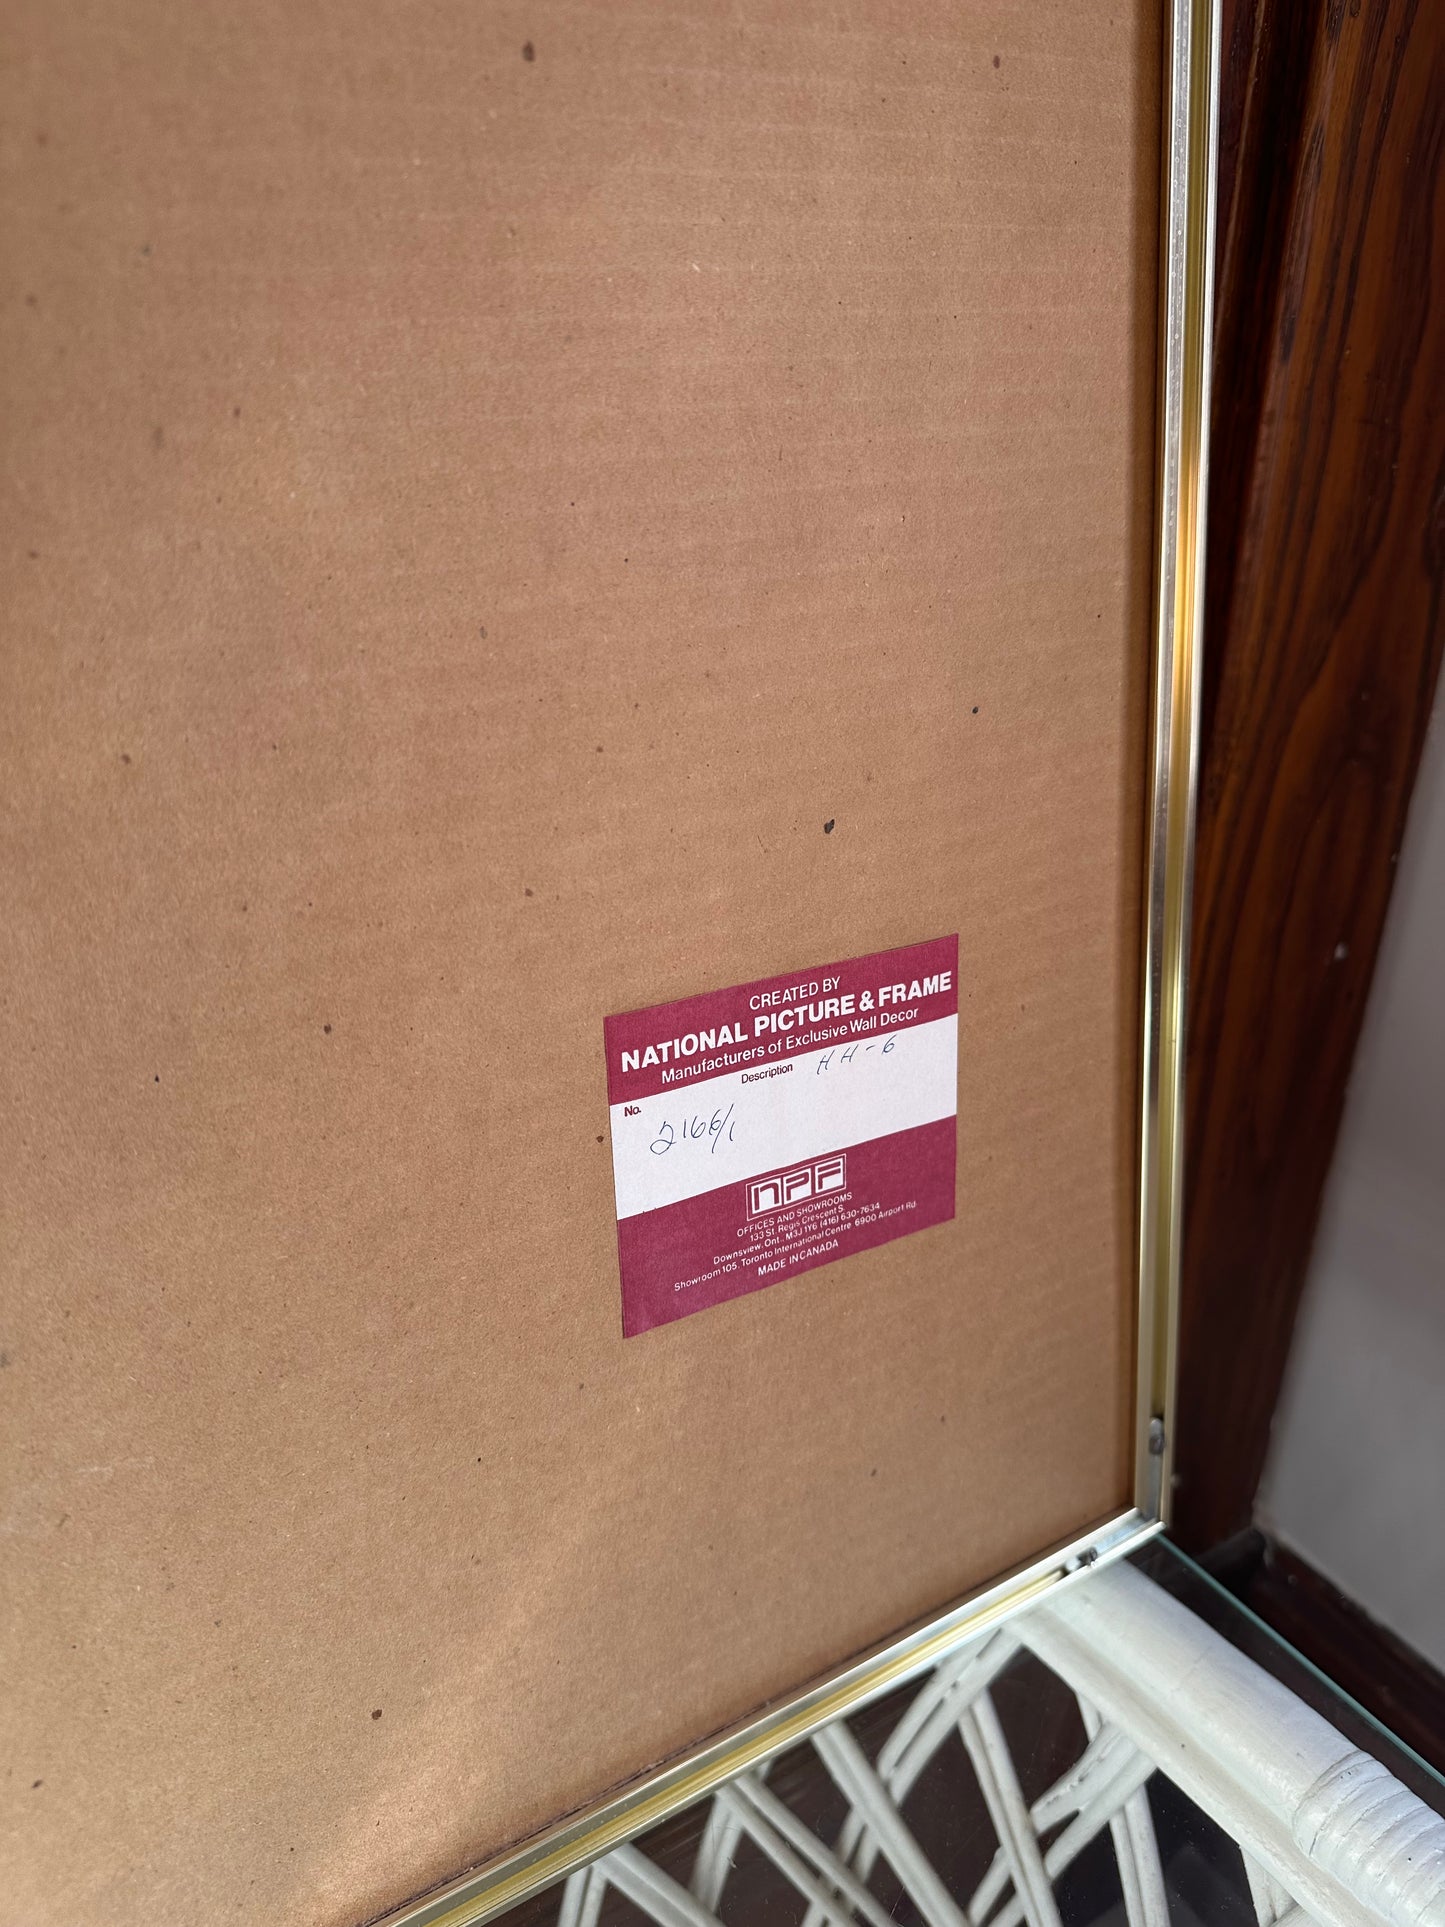 CREATED BY
NATIONAL PICTURE & FRAME
Manufacturers of Exclusive Wall Decor
No.
Description HH-6
2166/1
NPF
OFFICES AND SHOWROOMS
133 St. Regis Crescent S
Downsview, Ont., M3J 1Y6 (416) 630-7634
Showroom 105, Toronto International Centre 6900 Airport Rd.
MADE IN CANADA